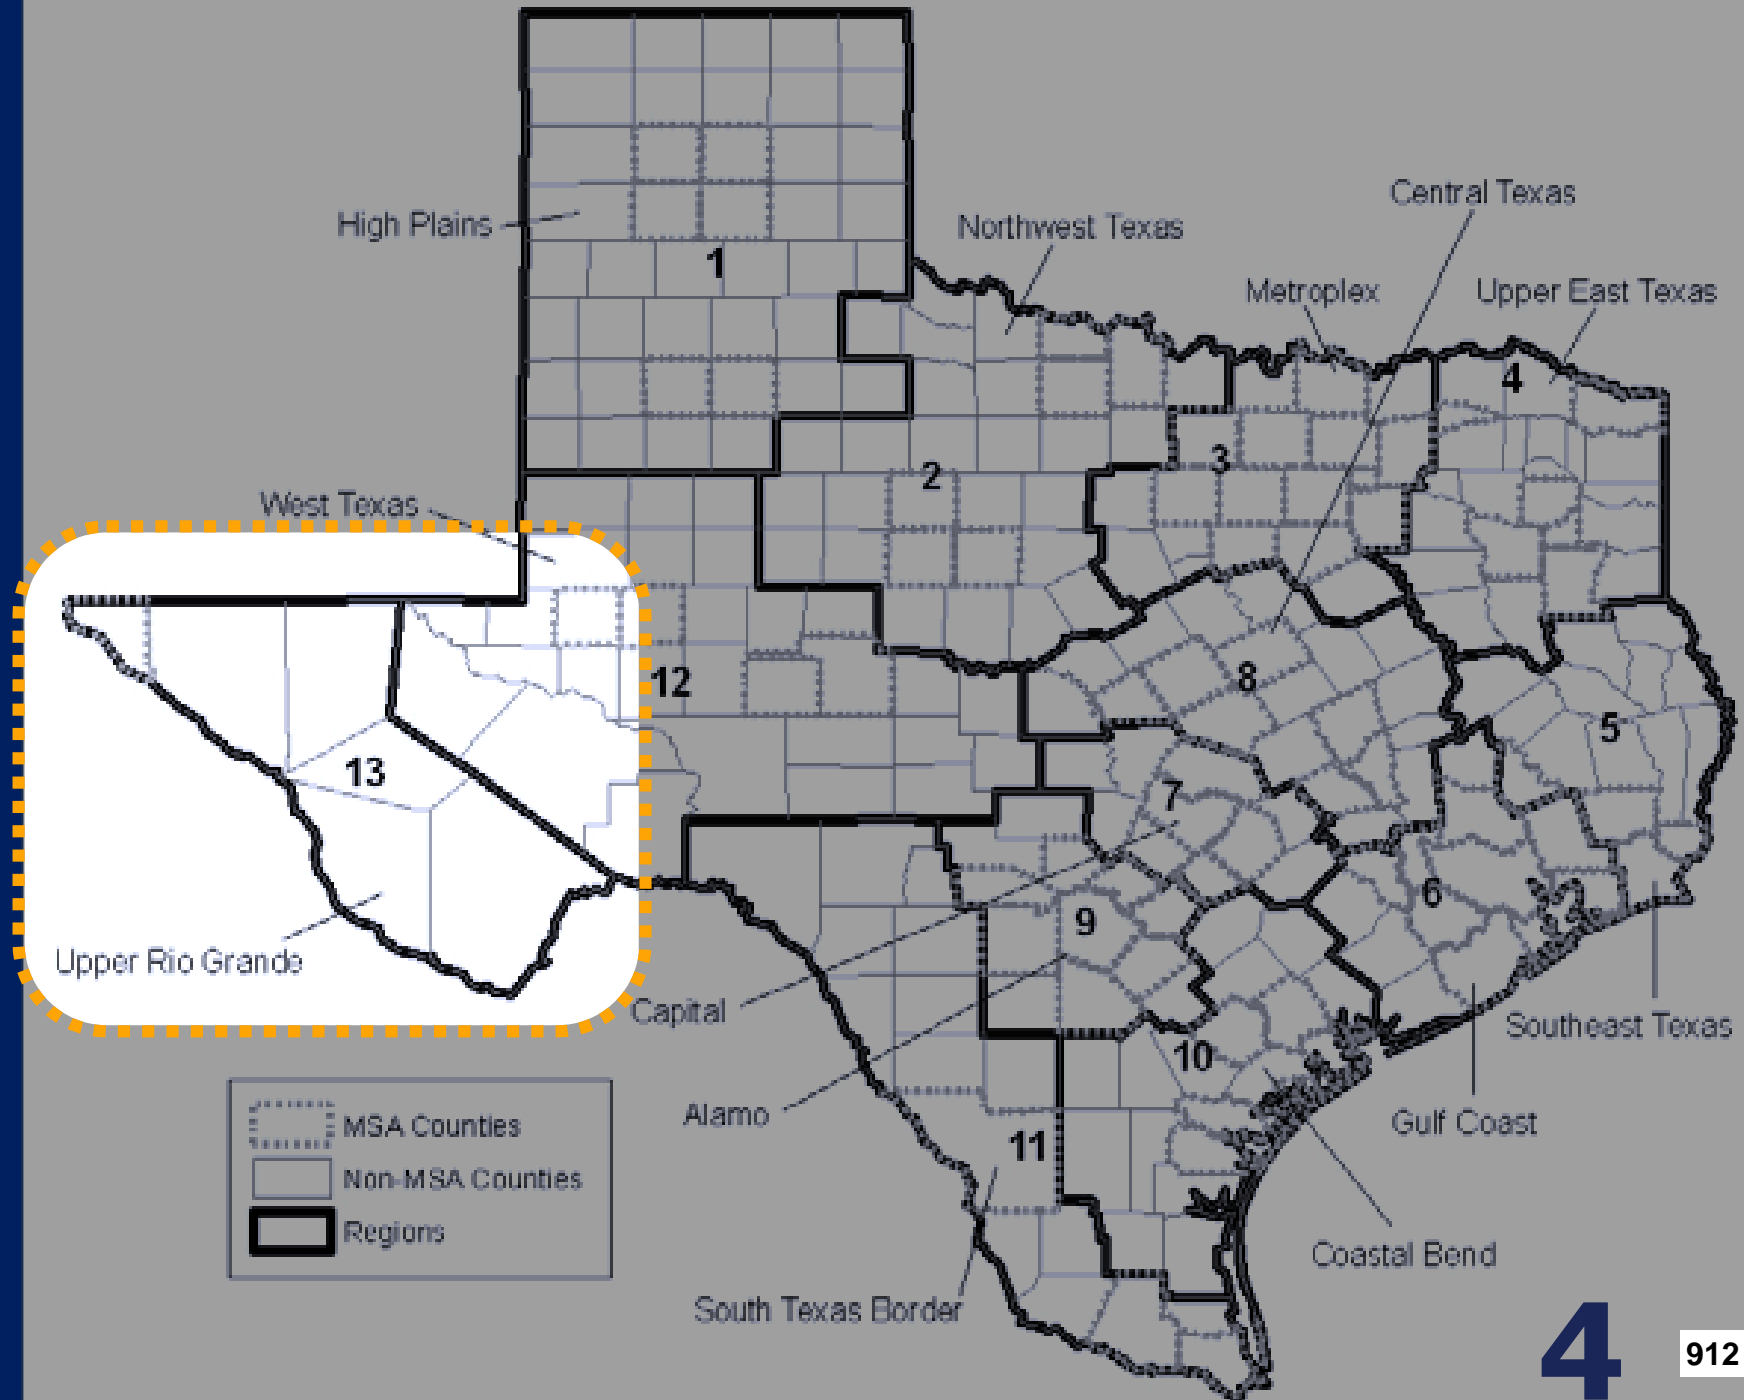 Central Texas
High Plains
Northwest Texas
1
Metroplex
Upper East Texas
4
3
2
West Texas
12
8
5
13
7
6
9
Upper Rio Grande
Capital
Southeast Texas
10
Alamo
Gulf Coast
11
MSA Counties
Non-MSA Counties
Regions
Coastal Bend
South Texas Border
4
912